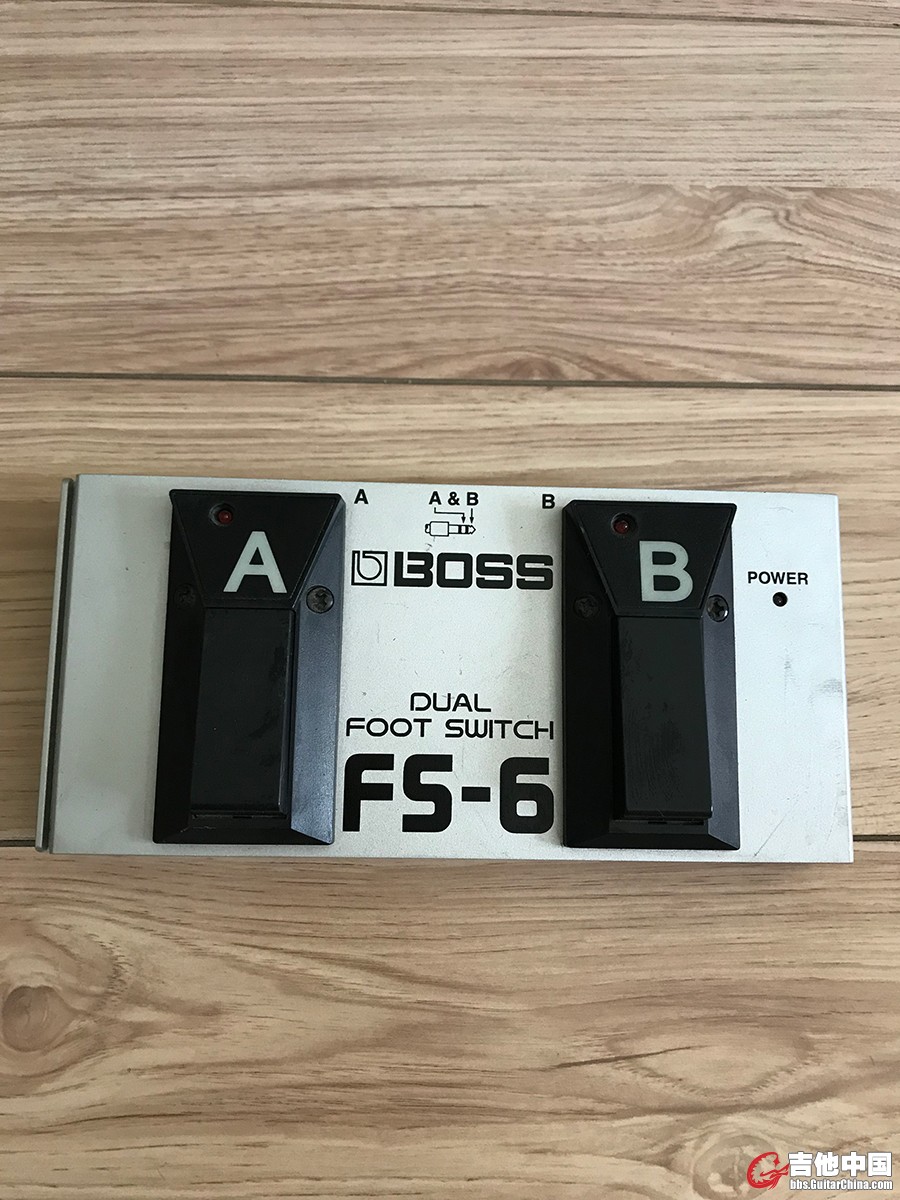 A
A & B
B
A
B
BOSS
POWER
DUAL
FOOT SWITCH
FS-6
吉他中国
bbs.GuitarChina.com